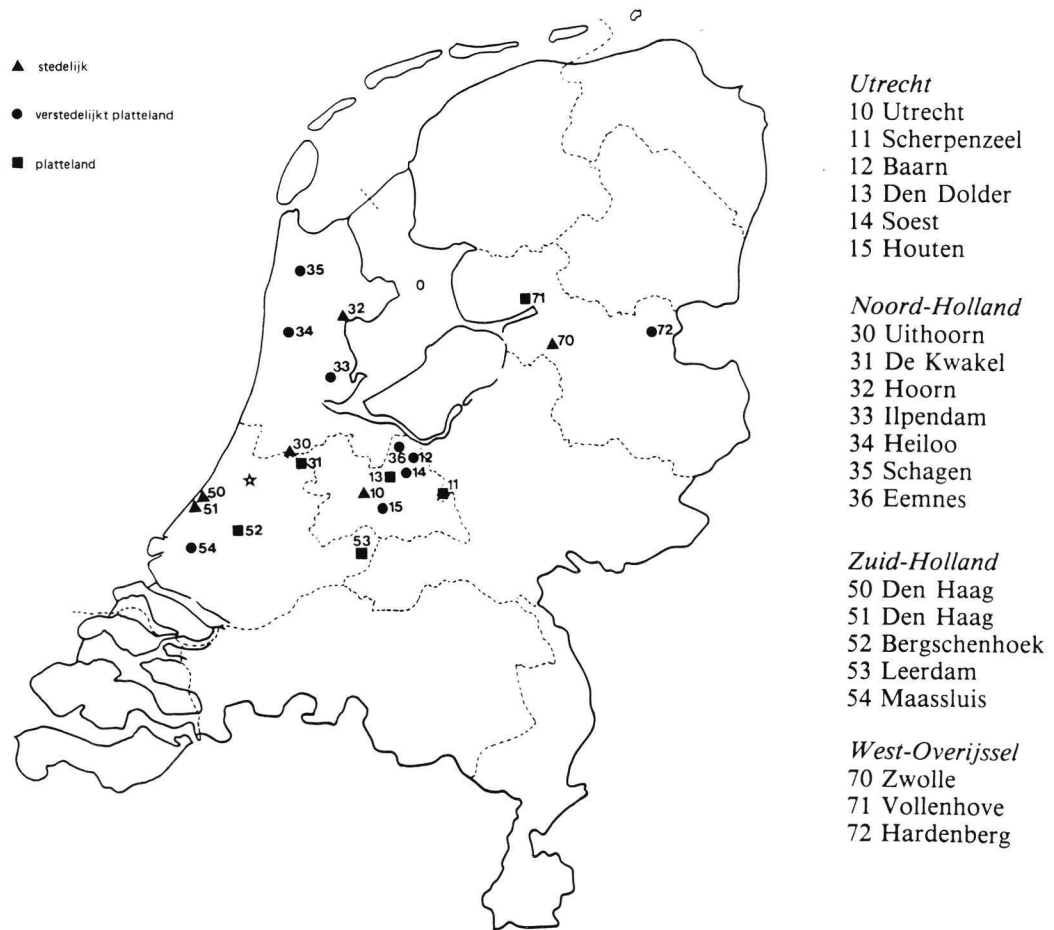 stedelijk
verstedelijkt platteland
platteland
35
32
34
33
0
71
70
72
30
31
36
12
14
13
10
11
15
50
51
52
53
54
Utrecht
10 Utrecht
11 Scherpenzeel
12 Baarn
13 Den Dolder
14 Soest
15 Houten
Noord-Holland
30 Uithoorn
31 De Kwakel
32 Hoorn
33 Ilpendam
34 Heiloo
35 Schagen
36 Eemnes
Zuid-Holland
50 Den Haag
51 Den Haag
52 Bergschenhoek
53 Leerdam
54 Maassluis
West-Overijssel
70 Zwolle
71 Vollenhove
72 Hardenberg